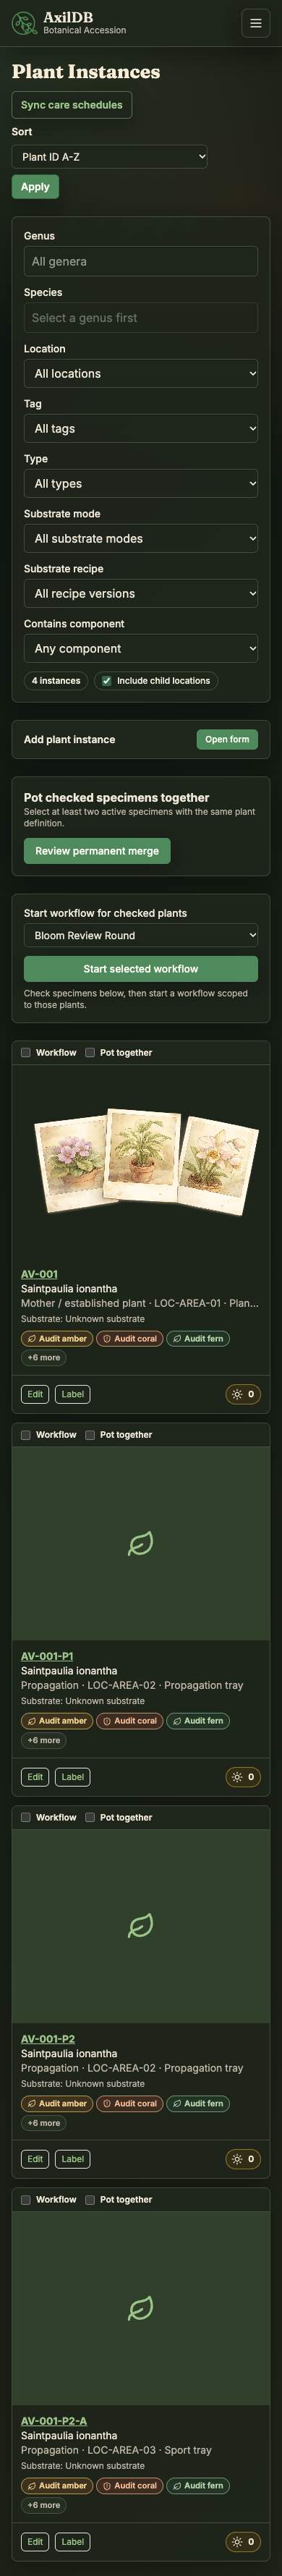 AxilDB
Botanical Accession
Plant Instances
Sync care schedules
Sort
Plant ID A-Z
Apply
Genus
All genera
Species
Select a genus first
Location
All locations
Tag
All tags
Type
All types
Substrate mode
All substrate modes
Substrate recipe
All recipe versions
Contains component
Any component
4 instances Include child locations
Add plant instance Open form
Pot checked specimens together
Select at least two active specimens with the same plant
definition.
Review permanent merge
Start workflow for checked plants
Bloom Review Round
Start selected workflow
Check specimens below, then start a workflow scoped
to those plants.
Workflow Pot together
AV-001
Saintpaulia ionantha
Mother / established plant · LOC-AREA-01 · Plan...
Substrate: Unknown substrate
Audit amber Audit coral Audit fern
+6 more
Edit Label 0
Workflow Pot together
AV-001-P1
Saintpaulia ionantha
Propagation · LOC-AREA-02 · Propagation tray
Substrate: Unknown substrate
Audit amber Audit coral Audit fern
+6 more
Edit Label 0
Workflow Pot together
AV-001-P2
Saintpaulia ionantha
Propagation · LOC-AREA-02 · Propagation tray
Substrate: Unknown substrate
Audit amber Audit coral Audit fern
+6 more
Edit Label 0
Workflow Pot together
AV-001-P2-A
Saintpaulia ionantha
Propagation · LOC-AREA-03 · Sport tray
Substrate: Unknown substrate
Audit amber Audit coral Audit fern
+6 more
Edit Label 0